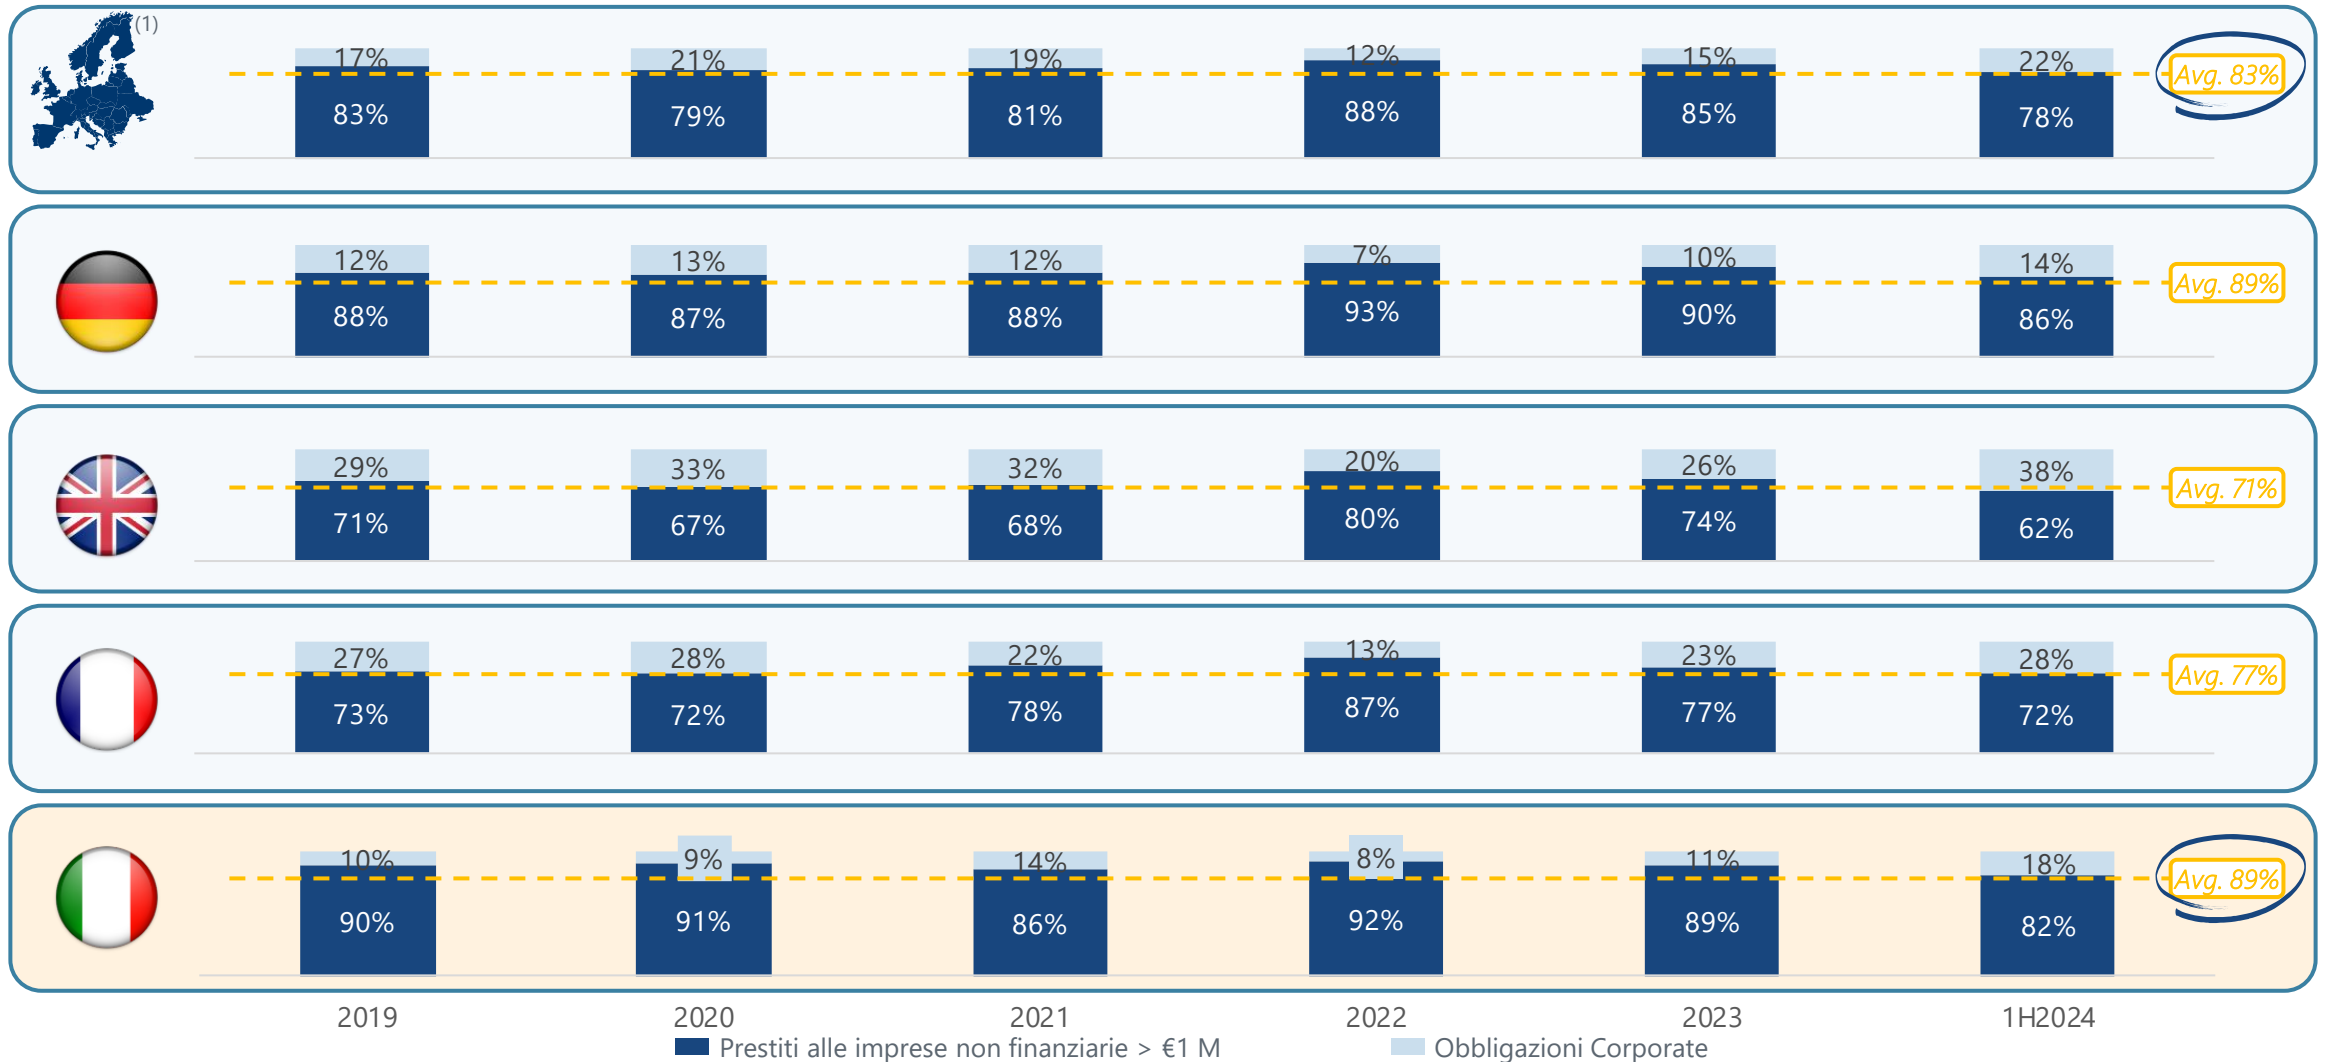 (1)
17% 21% 19% 12% 15% 22%
Avg. 83%
83% 79% 81% 88% 85% 78%
12% 13% 12% 7% 10% 14%
Avg. 89%
88% 87% 88% 93% 90% 86%
29% 33% 32% 20% 26% 38%
Avg. 71%
71% 67% 68% 80% 74% 62%
27% 28% 22% 13% 23% 28%
Avg. 77%
73% 72% 78% 87% 77% 72%
10% 9% 14% 8% 11% 18%
Avg. 89%
90% 91% 86% 92% 89% 82%
2019 2020 2021 2022 2023 1H2024
Prestiti alle imprese non finanziarie > €1 M Obbligazioni Corporate